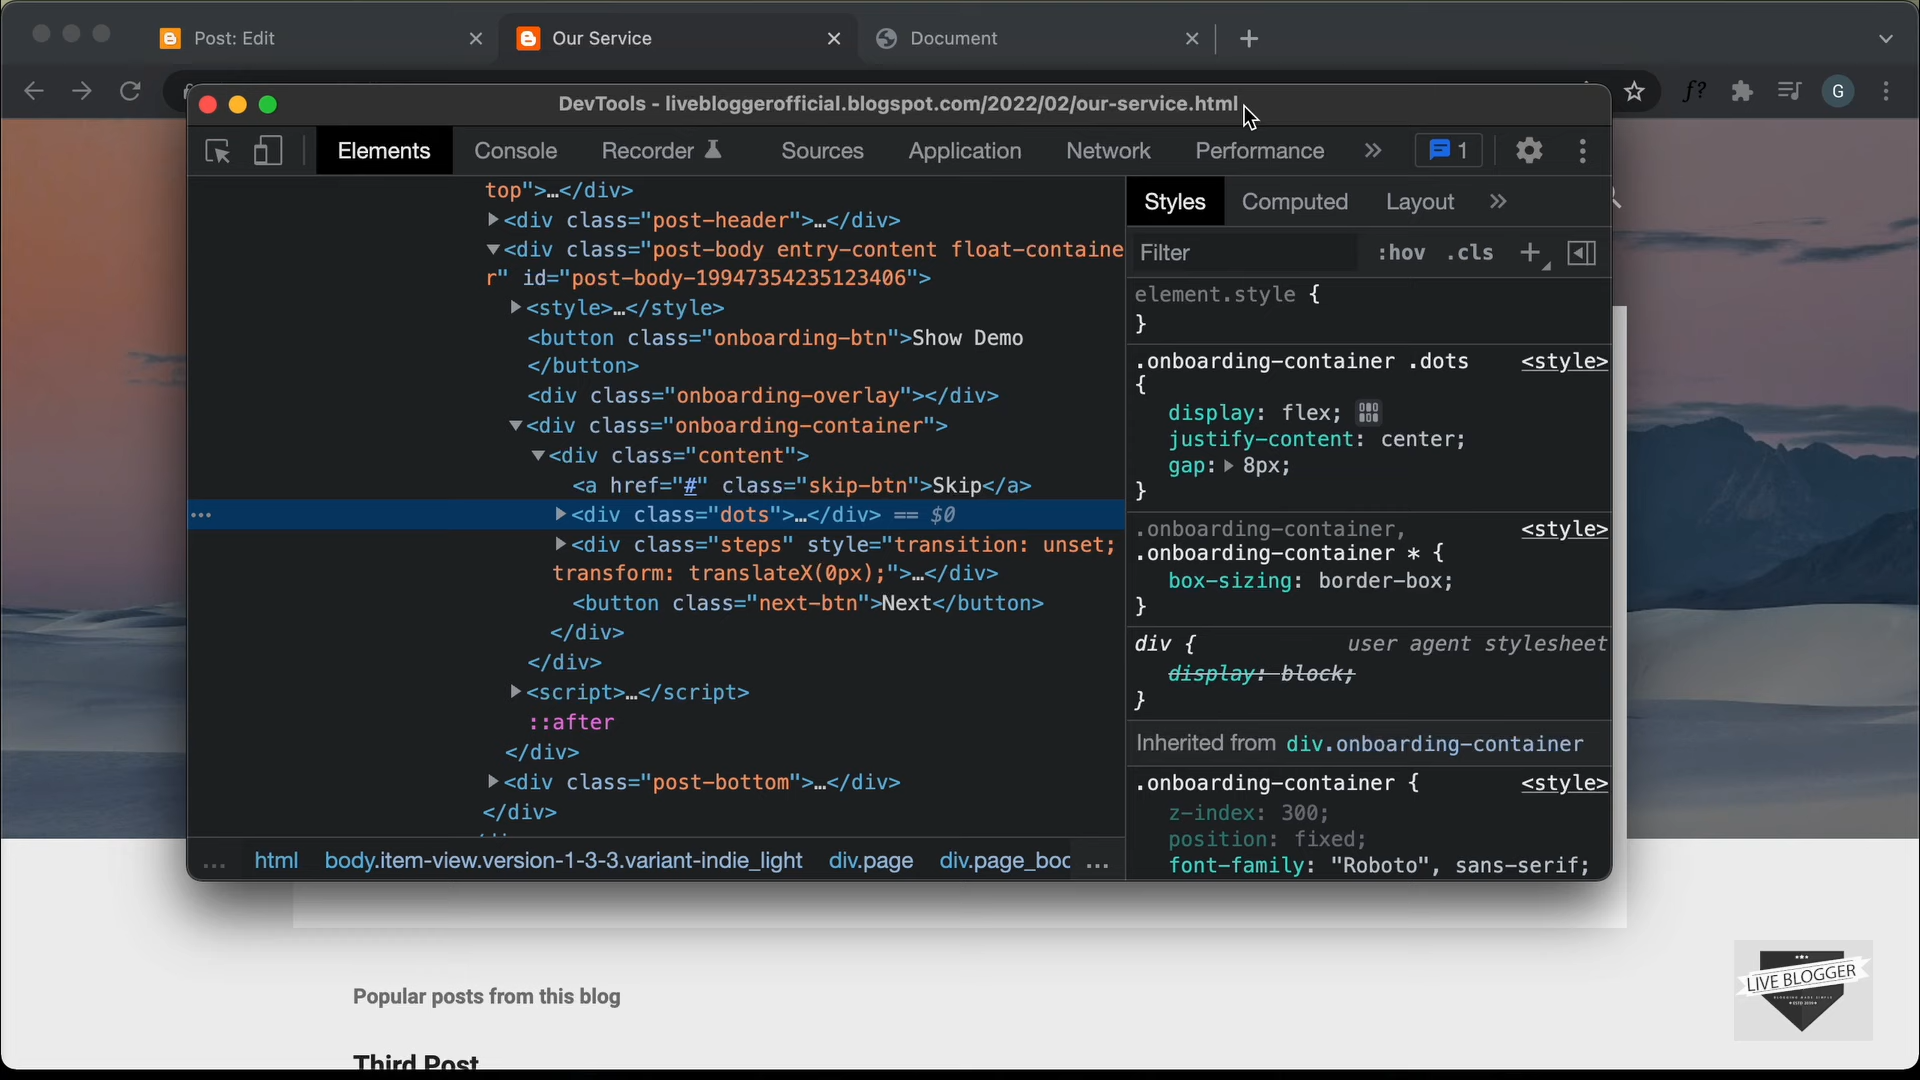 Post: Edit
Our Service
Document
f?
G
DevTools - livebloggerofficial.blogspot.com/2022/02/our-service.html
Elements
Console
Recorder
Sources
Application
Network
Performance
»
1
top">…</div>
<div class="post-header">…</div>
<div class="post-body entry-content float-containe
r" id="post-body-19947354235123406">
<style>…</style>
<button class="onboarding-btn">Show Demo
</button>
<div class="onboarding-overlay"></div>
<div class="onboarding-container">
<div class="content">
<a href="#" class="skip-btn">Skip</a>
<div class="dots">…</div> == $0
<div class="steps" style="transition: unset;
transform: translateX(0px);">…</div>
<button class="next-btn">Next</button>
</div>
</div>
<script>…</script>
::after
</div>
<div class="post-bottom">…</div>
</div>
... html body.item-view.version-1-3-3.variant-indie_light div.page div.page_boc ...
Styles
Computed
Layout
»
Filter
:hov .cls +
element.style {
}
.onboarding-container .dots <style>
{
display: flex;
justify-content: center;
gap: 8px;
}
.onboarding-container, <style>
.onboarding-container * {
box-sizing: border-box;
}
div { user agent stylesheet
display: block;
}
Inherited from div.onboarding-container
.onboarding-container { <style>
z-index: 300;
position: fixed;
font-family: "Roboto", sans-serif;
Popular posts from this blog
Third Post
LIVE BLOGGER